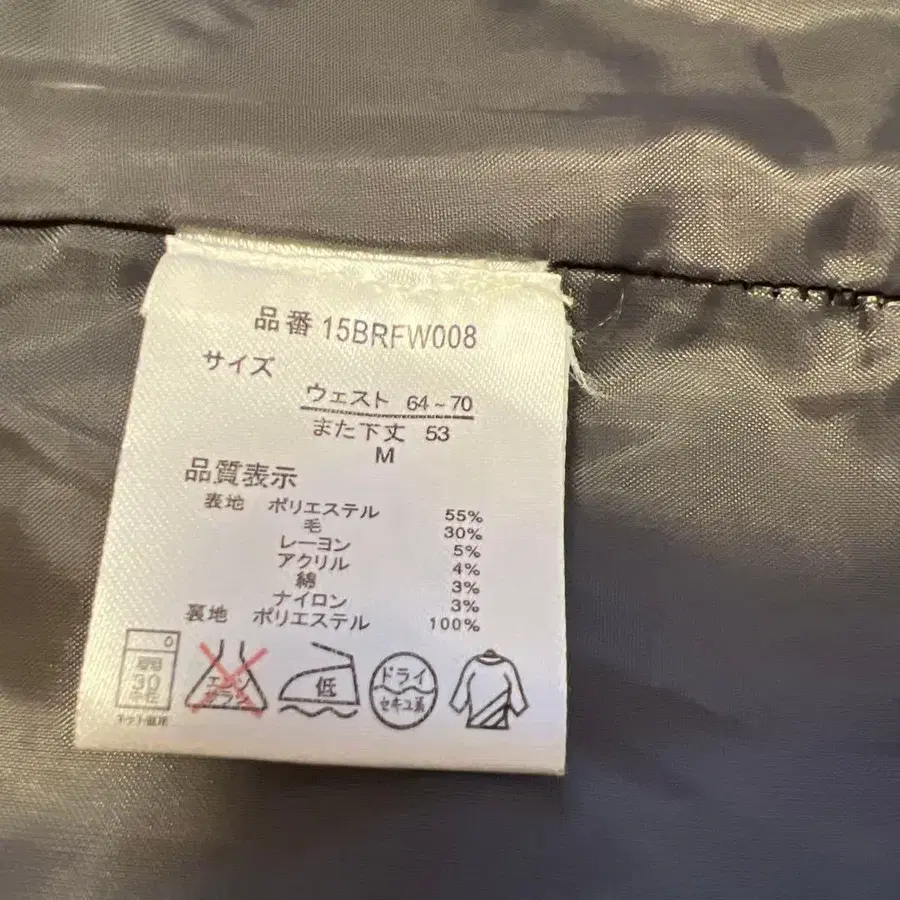 品番 15BRFW008
サイズ
ウェスト 64~70
また下丈 53
M
品質表示
表地 ポリエステル 55%
毛 30%
レーヨン 5%
アクリル 4%
綿 3%
ナイロン 3%
裏地 ポリエステル 100%
30
低
ドライ
セキユ系